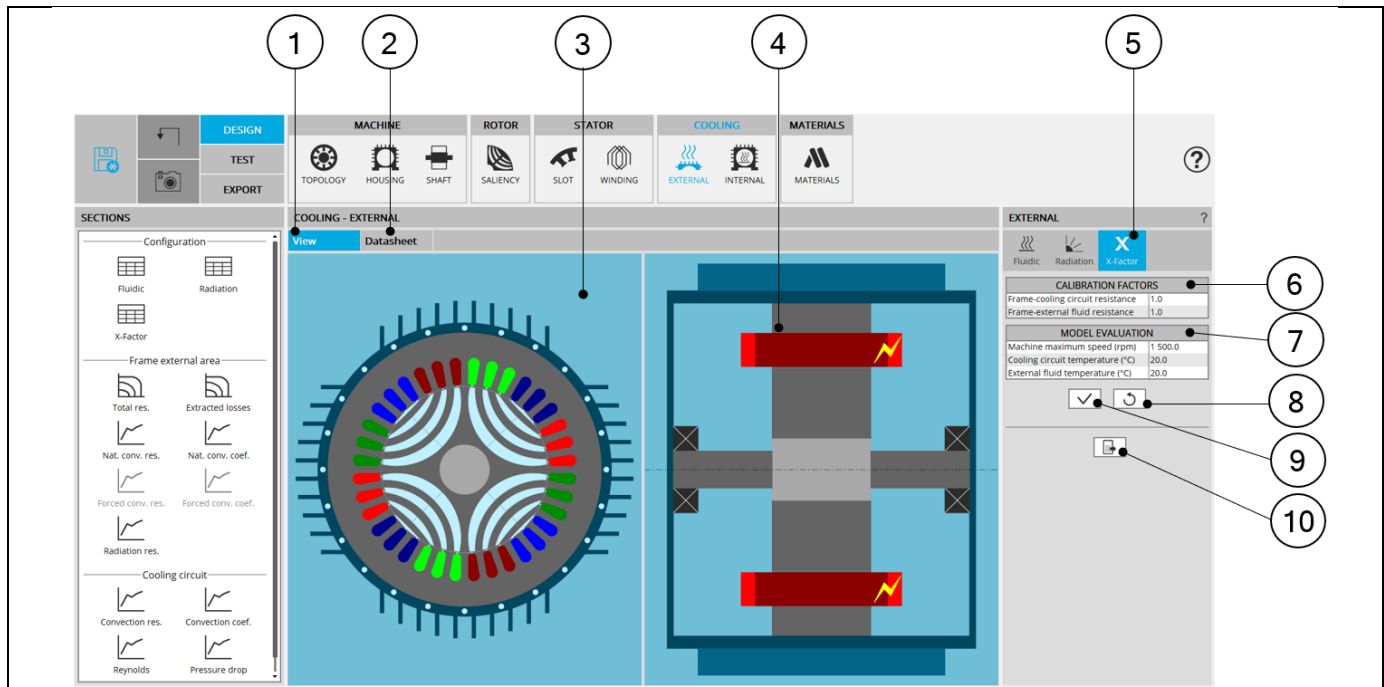 1 2 3 4 5
DESIGN MACHINE ROTOR STATOR COOLING MATERIALS
TEST
EXPORT
TOPOLOGY HOUSING SHAFT SALIENCY SLOT WINDING EXTERNAL INTERNAL MATERIALS
?
SECTIONS COOLING - EXTERNAL EXTERNAL ?
View Datasheet
Fluidic Radiation X X-Factor
Configuration
Fluidic Radiation
X-Factor
Frame external area
Total res. Extracted losses
Nat. conv. res. Nat. conv. coef.
Forced conv. res. Forced conv. coef.
Radiation res.
Cooling circuit
Convection res. Convection coef.
Reynolds Pressure drop
CALIBRATION FACTORS
Frame-cooling circuit resistance 1.0
Frame-external fluid resistance 1.0
MODEL EVALUATION
Machine maximum speed (rpm) 1 500.0
Cooling circuit temperature (°C) 20.0
External fluid temperature (°C) 20.0
6
7
8
9
10